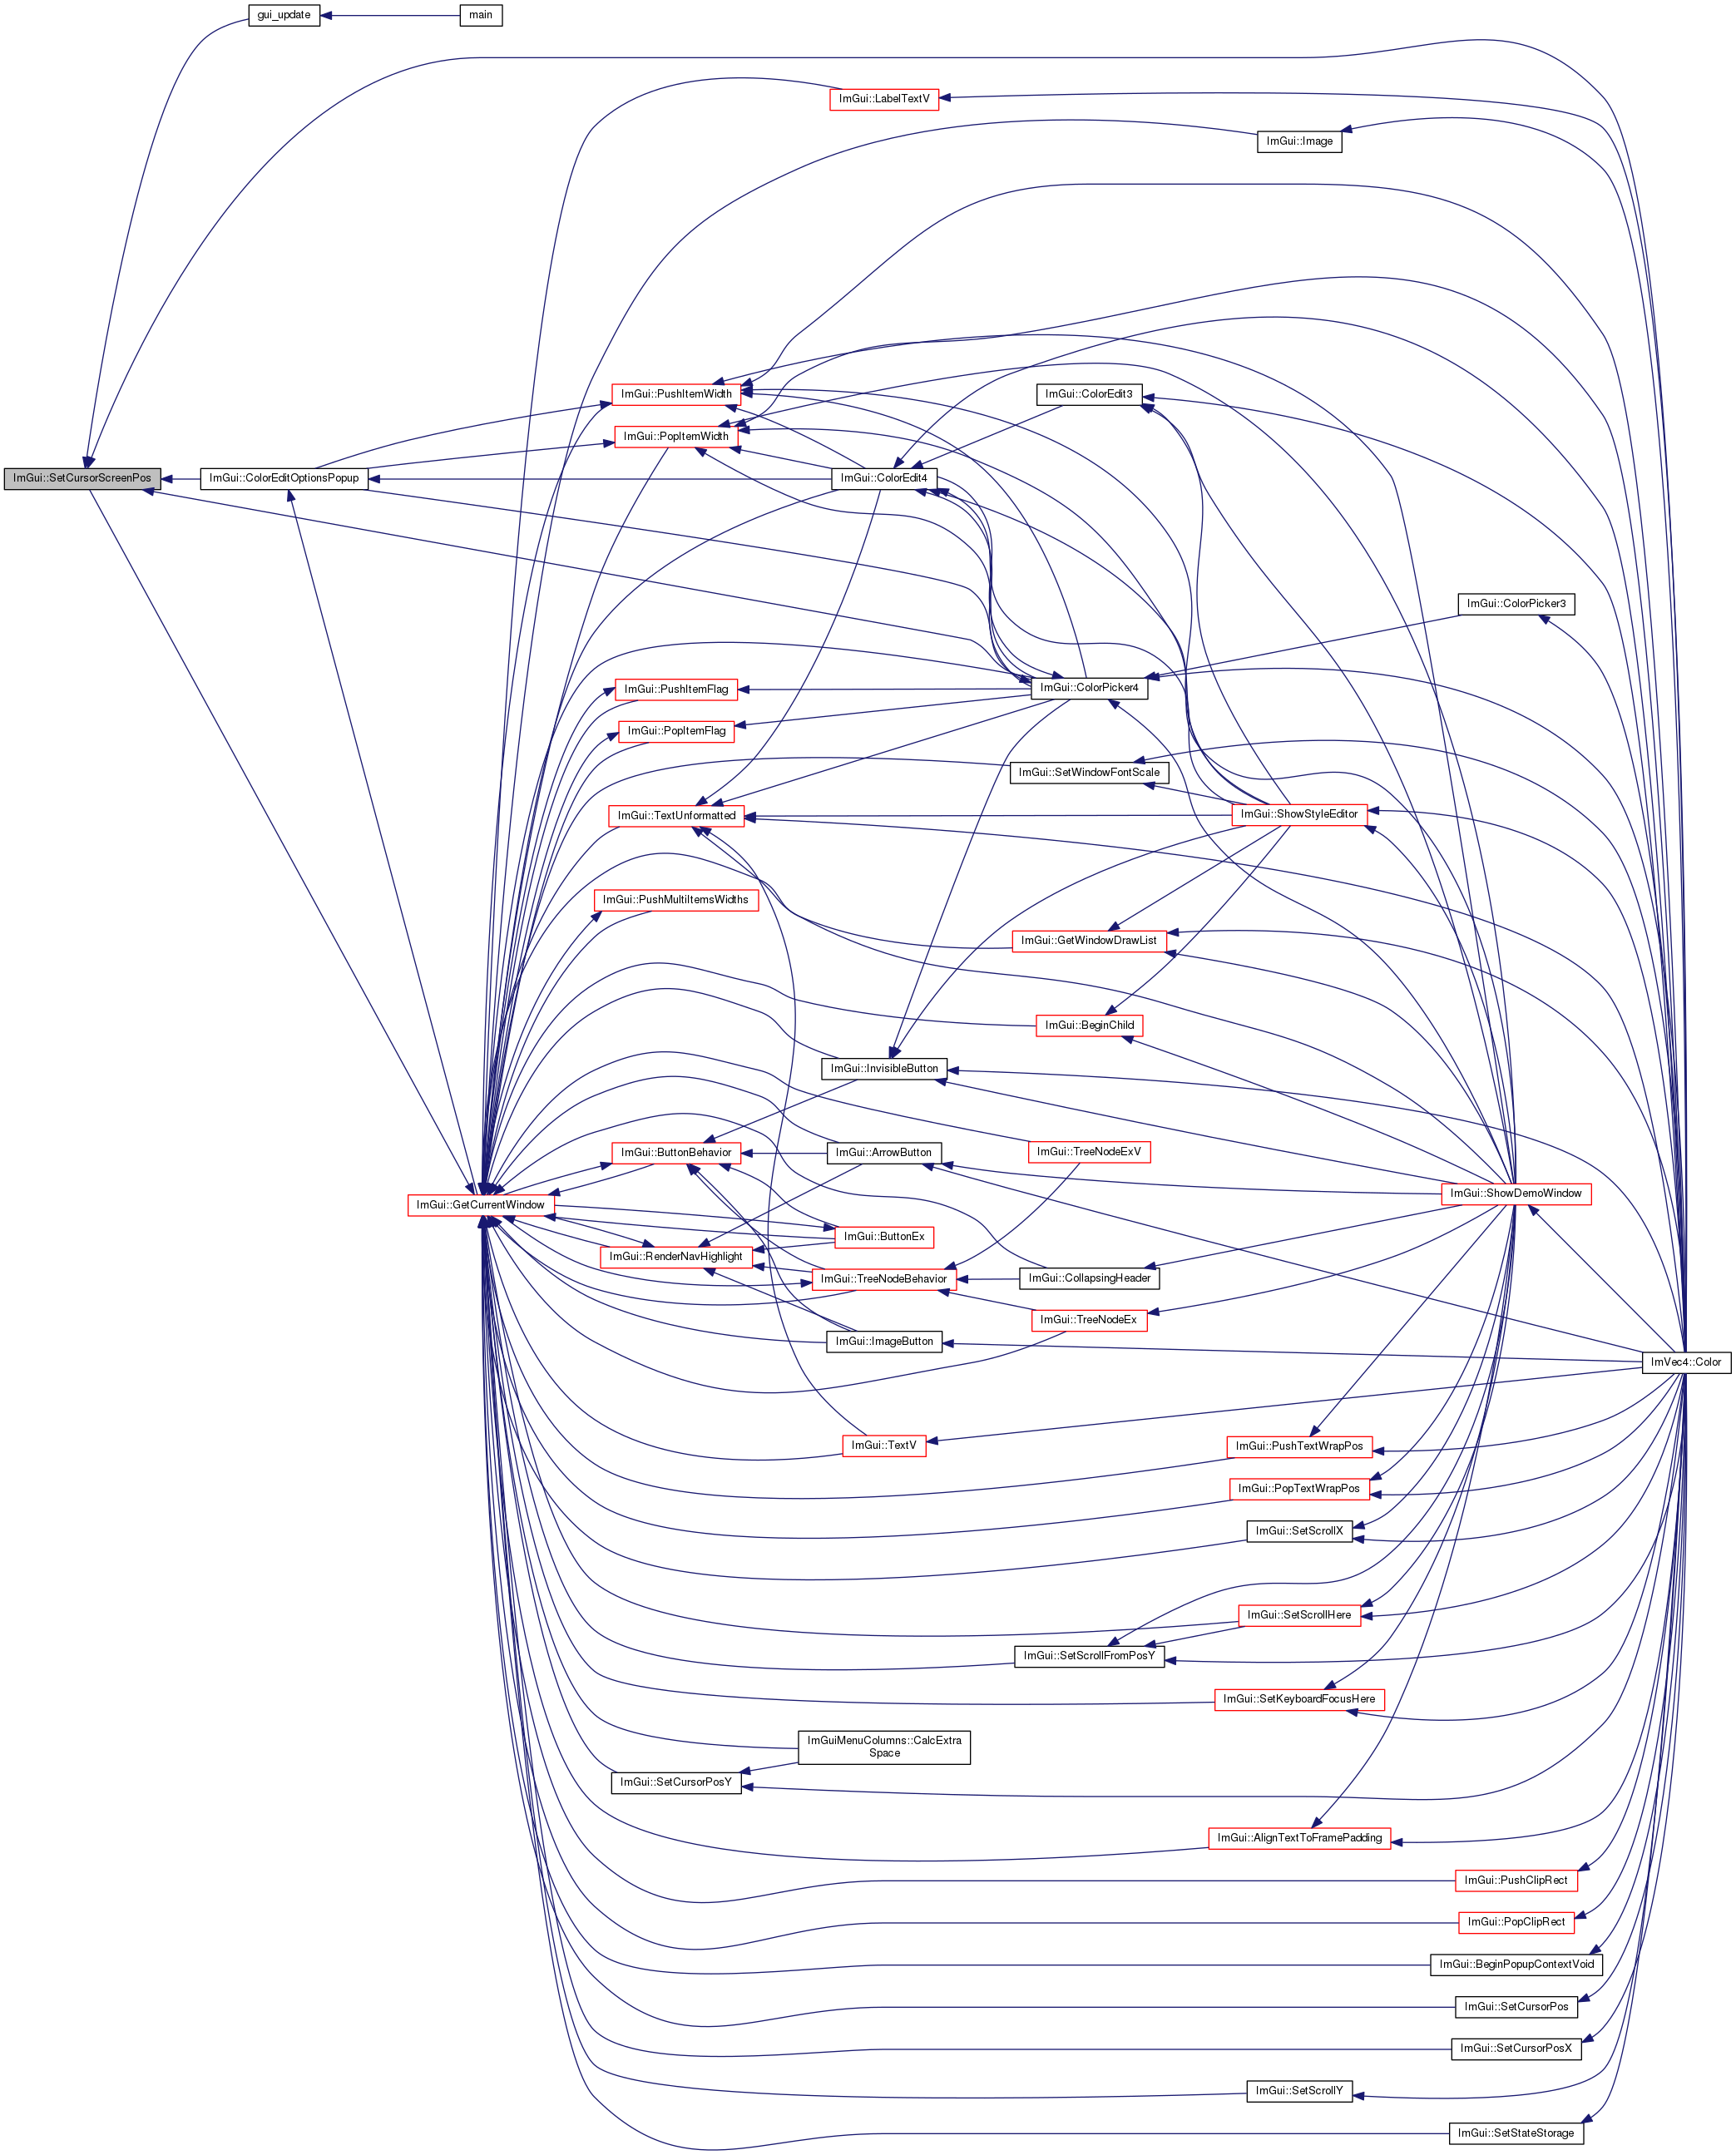 gui_update
main
ImGui::LabelTextV
ImGui::Image
ImGui::PushItemWidth
ImGui::ColorEdit3
ImGui::PopItemWidth
ImGui::SetCursorScreenPos
ImGui::ColorEditOptionsPopup
ImGui::ColorEdit4
ImGui::ColorPicker3
ImGui::PushItemFlag
ImGui::ColorPicker4
ImGui::PopItemFlag
ImGui::SetWindowFontScale
ImGui::TextUnformatted
ImGui::ShowStyleEditor
ImGui::PushMultiItemsWidths
ImGui::GetWindowDrawList
ImGui::BeginChild
ImGui::InvisibleButton
ImGui::ButtonBehavior
ImGui::ArrowButton
ImGui::TreeNodeExV
ImGui::ShowDemoWindow
ImGui::GetCurrentWindow
ImGui::ButtonEx
ImGui::RenderNavHighlight
ImGui::TreeNodeBehavior
ImGui::CollapsingHeader
ImGui::TreeNodeEx
ImGui::ImageButton
ImVec4::Color
ImGui::TextV
ImGui::PushTextWrapPos
ImGui::PopTextWrapPos
ImGui::SetScrollX
ImGui::SetScrollHere
ImGui::SetScrollFromPosY
ImGui::SetKeyboardFocusHere
ImGuiMenuColumns::CalcExtra
Space
ImGui::SetCursorPosY
ImGui::AlignTextToFramePadding
ImGui::PushClipRect
ImGui::PopClipRect
ImGui::BeginPopupContextVoid
ImGui::SetCursorPos
ImGui::SetCursorPosX
ImGui::SetScrollY
ImGui::SetStateStorage